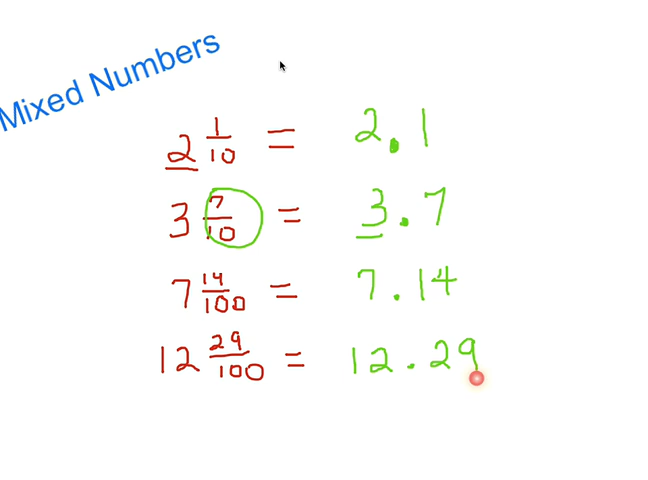 Mixed Numbers
2 1/10 = 2.1
3 7/10 = 3.7
7 14/100 = 7.14
12 29/100 = 12.29